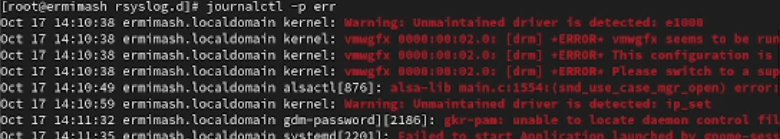 [root@ermimash rsyslog.d]# journalctl -p err
Oct 17 14:10:38 ermimash.localdomain kernel: Warning: Unmaintained driver is detected: e1000
Oct 17 14:10:38 ermimash.localdomain kernel: vmwgfx 0000:00:02.0: [drm] *ERROR* vmwgfx seems to be run
Oct 17 14:10:38 ermimash.localdomain kernel: vmwgfx 0000:00:02.0: [drm] *ERROR* This configuration is
Oct 17 14:10:38 ermimash.localdomain kernel: vmwgfx 0000:00:02.0: [drm] *ERROR* Please switch to a sup
Oct 17 14:10:49 ermimash.localdomain alsactl[876]: alsa-lib main.c:1554:(snd_use_case_mgr_open) error:
Oct 17 14:10:59 ermimash.localdomain kernel: Warning: Unmaintained driver is detected: ip_set
Oct 17 14:11:32 ermimash.localdomain gdm-password][2186]: gkr-pam: unable to locate daemon control fil
Oct 17 14:11:35 ermimash.localdomain systemd[2201]: Failed to start Application launched by gnome-se